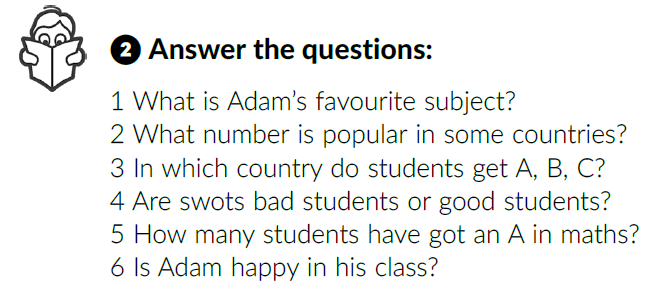 2 Answer the questions:
1 What is Adam's favourite subject?
2 What number is popular in some countries?
3 In which country do students get A, B, C?
4 Are swots bad students or good students?
5 How many students have got an A in maths?
6 Is Adam happy in his class?